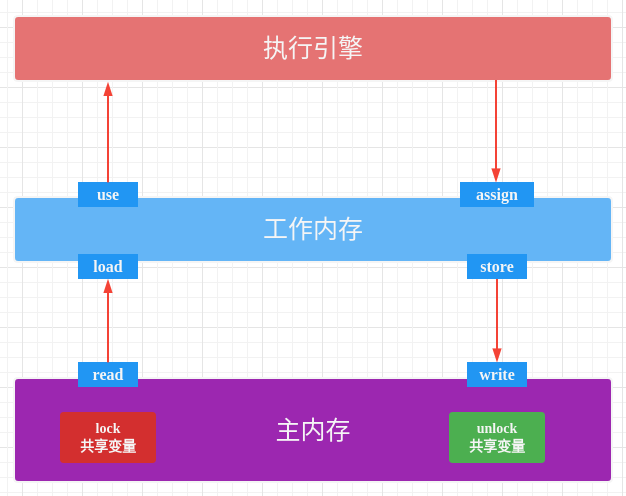 执行引擎
use
assign
工作内存
load
store
read
write
lock
共享变量
主内存
unlock
共享变量